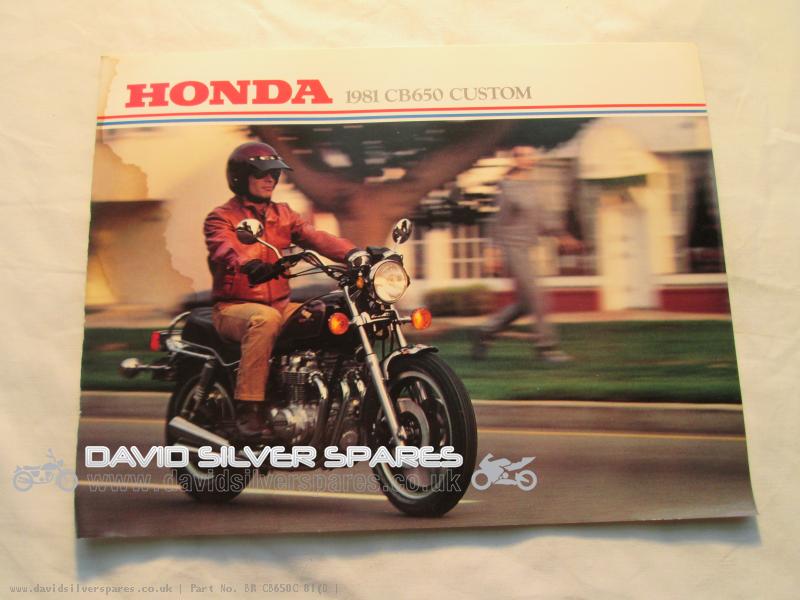 HONDA 1981 CB650 CUSTOM
DAVID SILVER SPARES
www.davidsilverspares.co.uk
www.davidsilverspares.co.uk | Part No. BR CB650C 81(B |